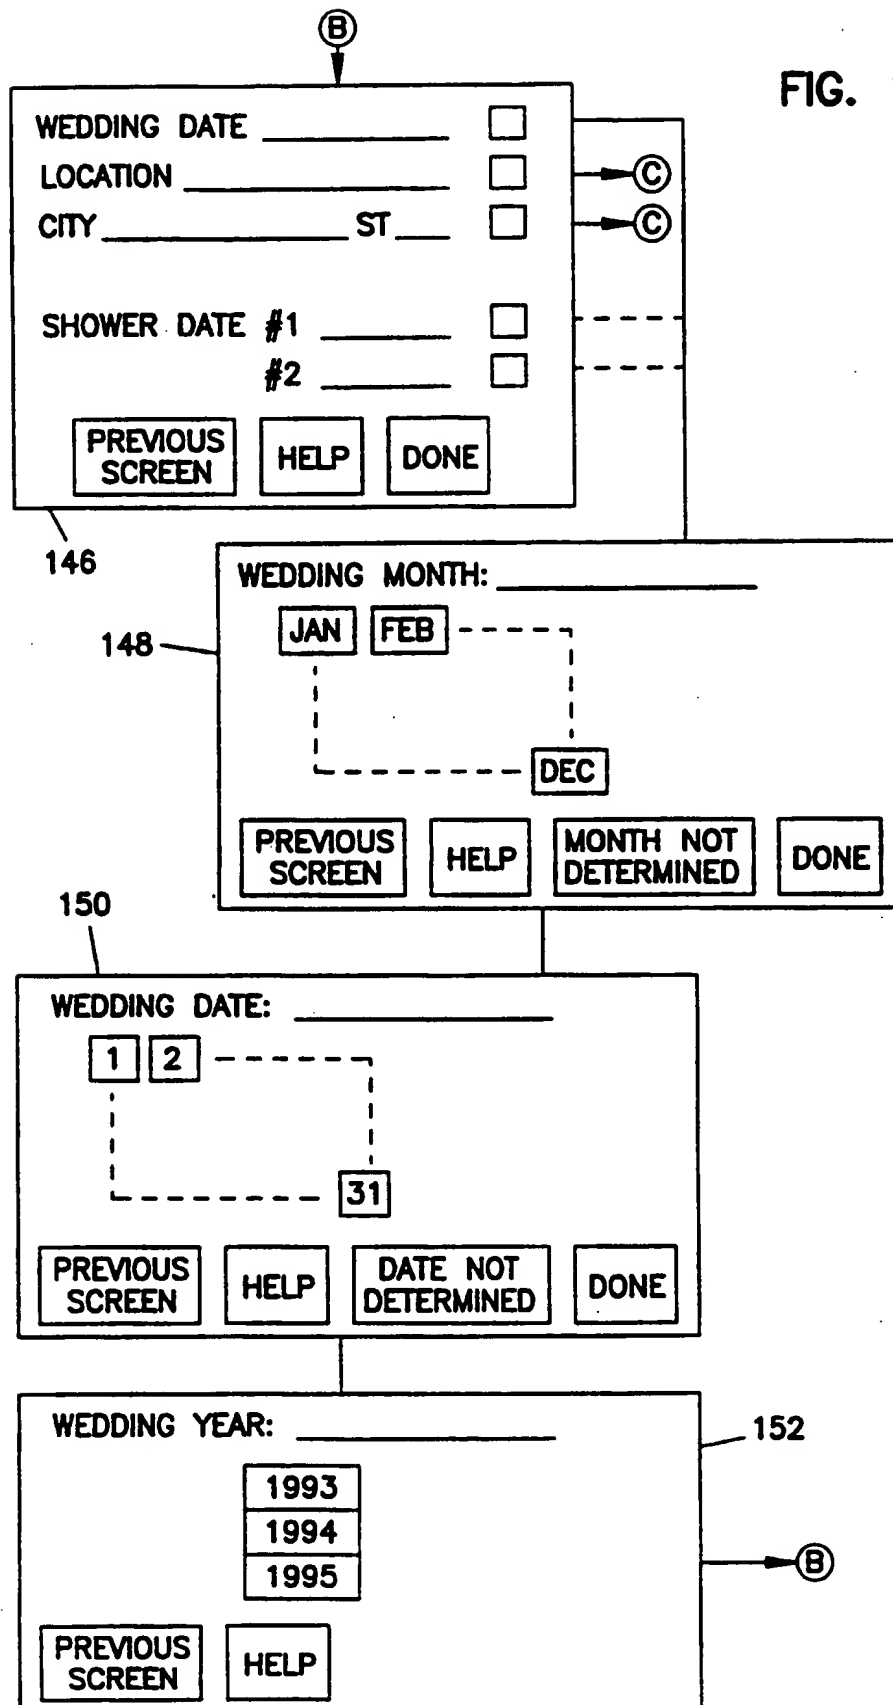 B
FIG.
WEDDING DATE
LOCATION
C
CITY ST
C
SHOWER DATE #1
#2
PREVIOUS
SCREEN
HELP
DONE
146
WEDDING MONTH:
148
JAN
FEB
DEC
PREVIOUS
SCREEN
HELP
MONTH NOT
DETERMINED
DONE
150
WEDDING DATE:
1
2
31
PREVIOUS
SCREEN
HELP
DATE NOT
DETERMINED
DONE
WEDDING YEAR:
152
1993
1994
1995
B
PREVIOUS
SCREEN
HELP